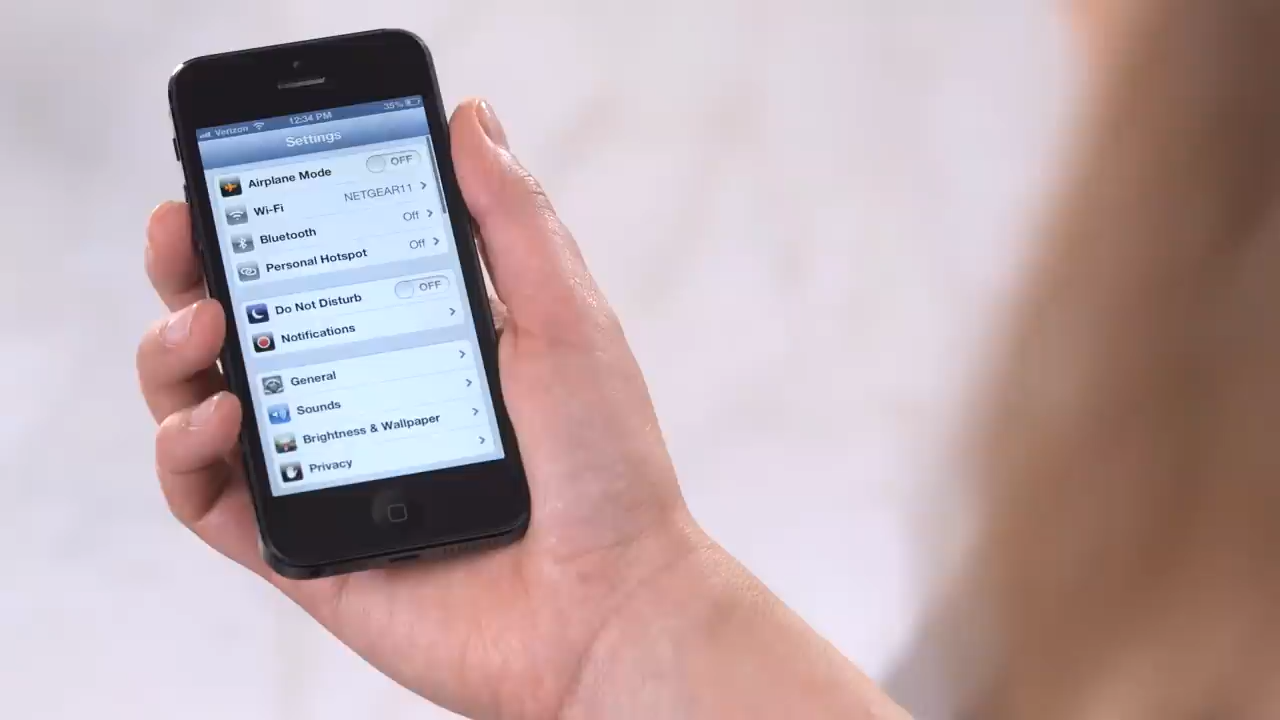 Verizon 12:34 PM 35%
Settings
Airplane Mode OFF
Wi-Fi NETGEAR11
Bluetooth Off
Personal Hotspot Off
Do Not Disturb OFF
Notifications
General
Sounds
Brightness & Wallpaper
Privacy